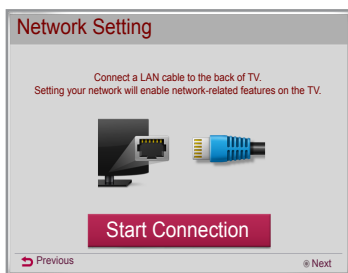 Network Setting
Connect a LAN cable to the back of TV.
Setting your network will enable network-related features on the TV.
Start Connection
Previous
Next